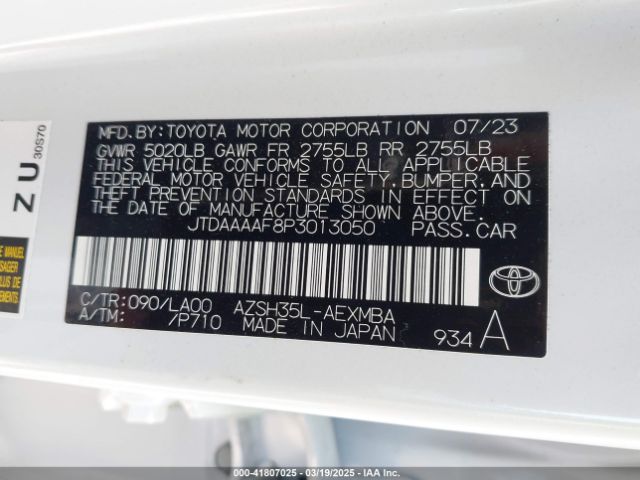 MFD.BY:TOYOTA MOTOR CORPORATION 07/23
GVWR 5020LB GAWR FR 2755LB RR 2755LB
THIS VEHICLE CONFORMS TO ALL APPLICABLE
FEDERAL MOTOR VEHICLE SAFETY,BUMPER,AND
THEFT PREVENTION STANDARDS IN EFFECT ON
THE DATE OF MANUFACTURE SHOWN ABOVE.
JTDAAAAF8P3013050 PASS.CAR
C/TR:090/LA00 AZSH35L-AEXMBA
A/TM: /P710 MADE IN JAPAN
934 A
TOYOTA
ZU
30S70
000-41807025 - 03/19/2025 - IAA Inc.